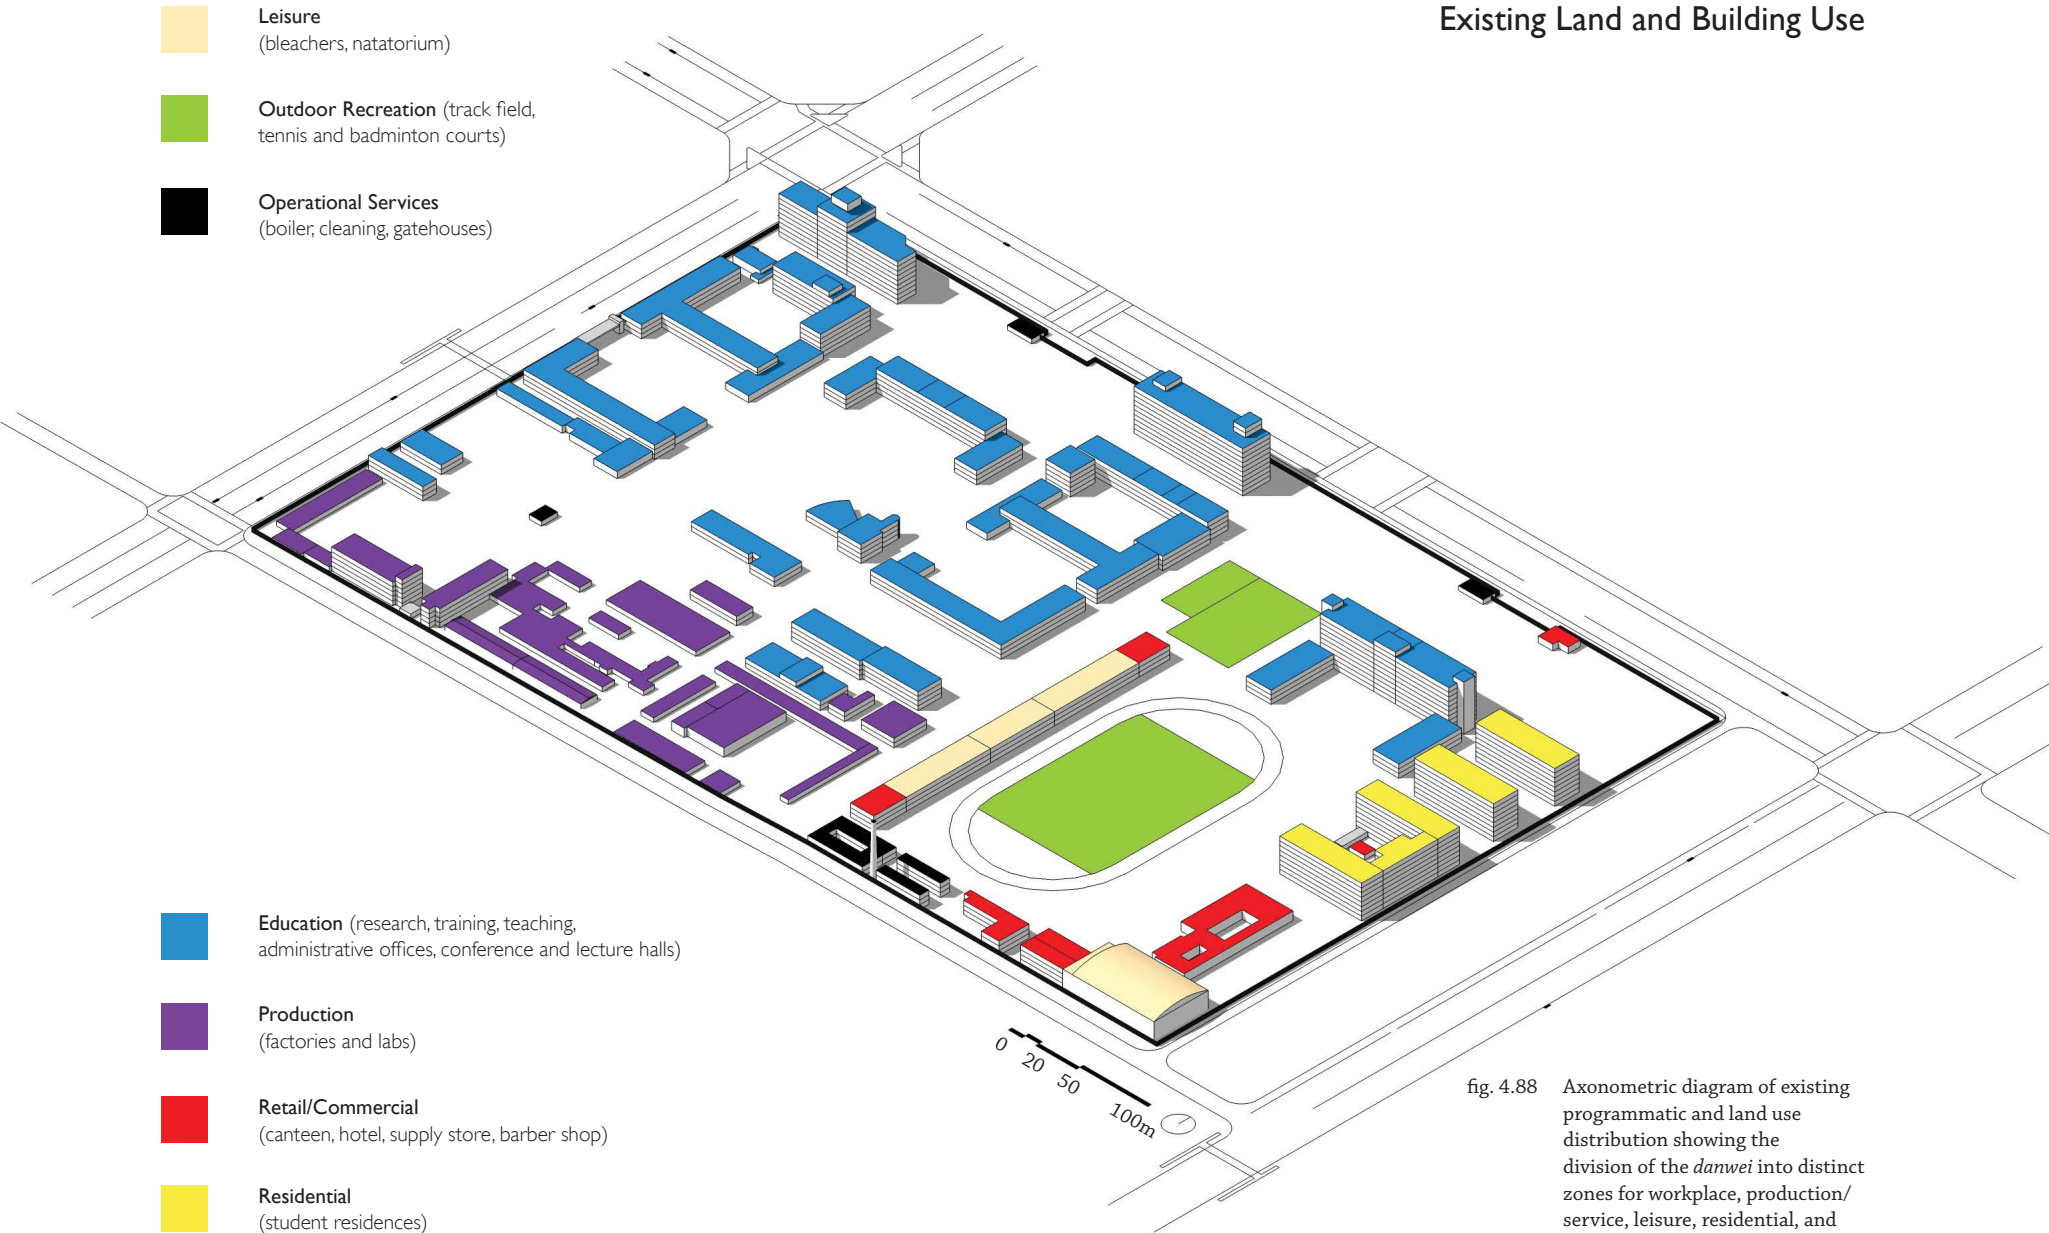 Existing Land and Building Use
Leisure
(bleachers, natatorium)
Outdoor Recreation (track field,
tennis and badminton courts)
Operational Services
(boiler, cleaning, gatehouses)
Education (research, training, teaching,
administrative offices, conference and lecture halls)
Production
(factories and labs)
Retail/Commercial
(canteen, hotel, supply store, barber shop)
Residential
(student residences)
0 20 50 100m
fig. 4.88 Axonometric diagram of existing
programmatic and land use
distribution showing the
division of the danwei into distinct
zones for workplace, production/
service, leisure, residential, and